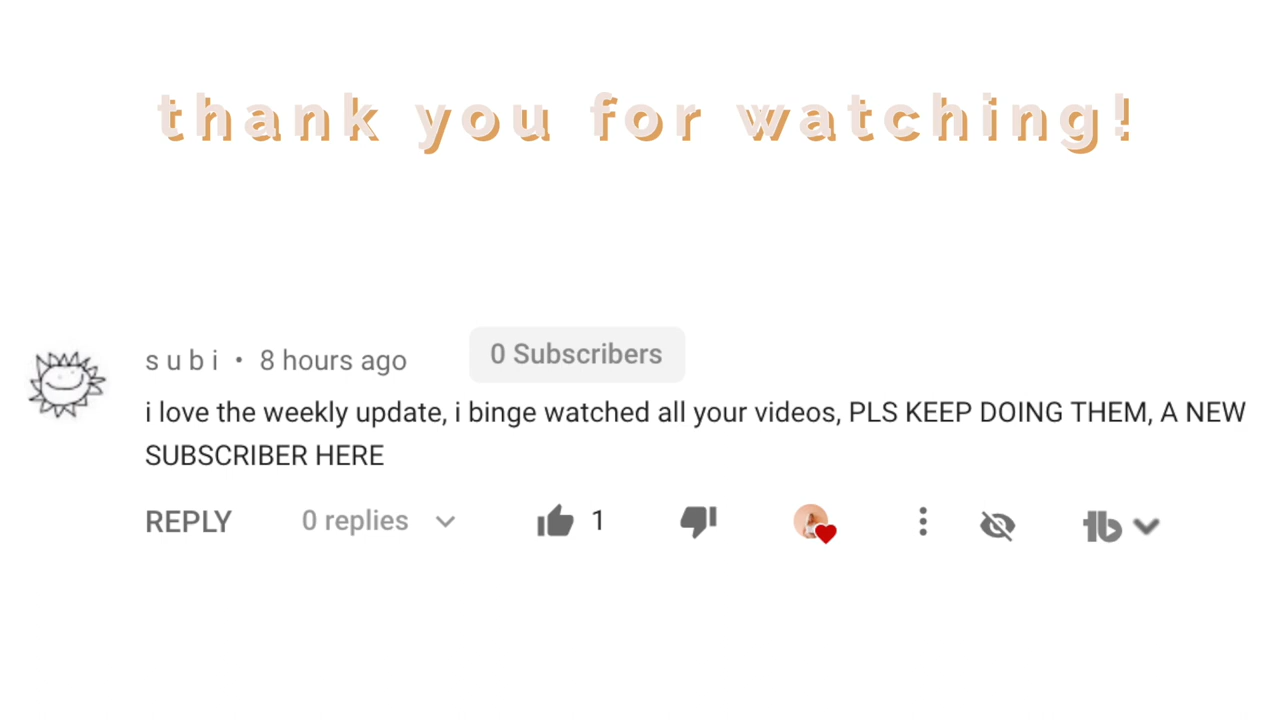 thank you for watching!
s u b i • 8 hours ago 0 Subscribers
i love the weekly update, i binge watched all your videos, PLS KEEP DOING THEM, A NEW
SUBSCRIBER HERE
REPLY 0 replies 1 tb